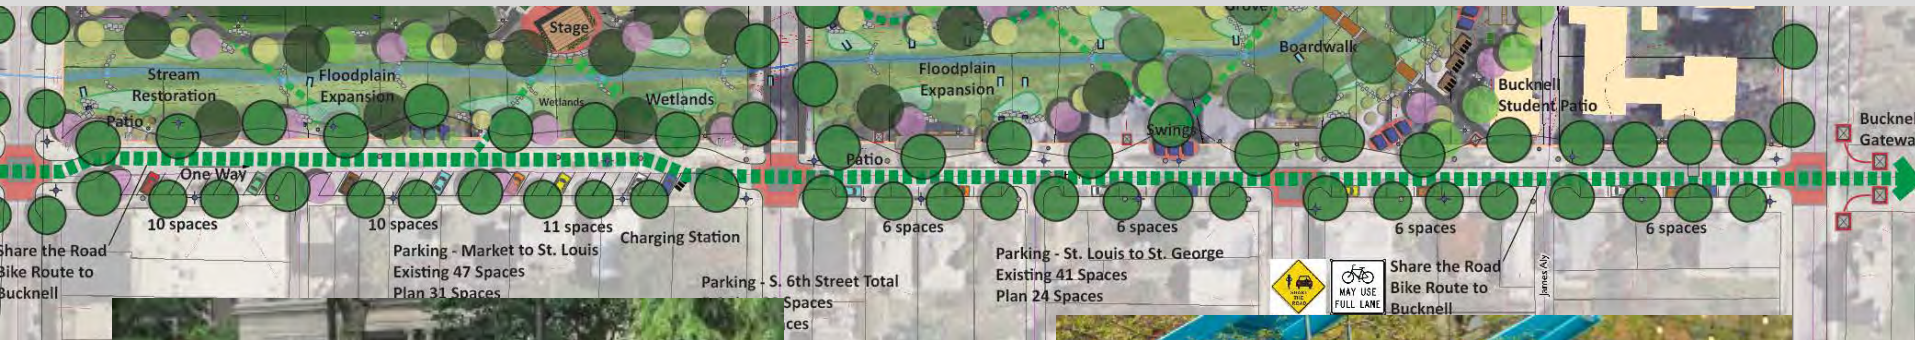 Stage
Grove
Boardwalk
Stream
Restoration
Floodplain
Expansion
Wetlands
Wetlands
Floodplain
Expansion
Bucknell
Student Patio
Patio
Swings
Patio
One Way
10 spaces
10 spaces
11 spaces
Charging Station
6 spaces
6 spaces
6 spaces
6 spaces
Share the Road
Bike Route to
Bucknell
Parking - Market to St. Louis
Existing 47 Spaces
Plan 31 Spaces
Parking - S. 6th Street Total
Spaces
Parking - St. Louis to St. George
Existing 41 Spaces
Plan 24 Spaces
SHARE
THE
ROAD
MAY USE
FULL LANE
Share the Road
Bike Route to
Bucknell
James Aly
Bucknel
Gatewa